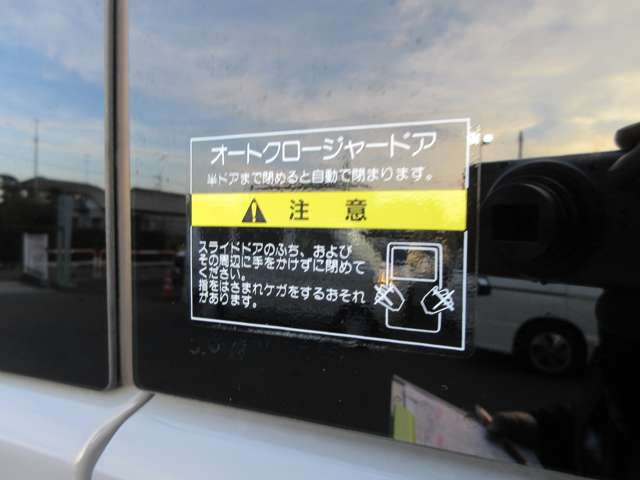 オートクロージャードア
半ドアまで閉めると自動で閉まります。
注意
スライドドアのふち、および
その周辺に手をかけずに閉めて
ください。
指をはさまれケガをするおそれ
があります。